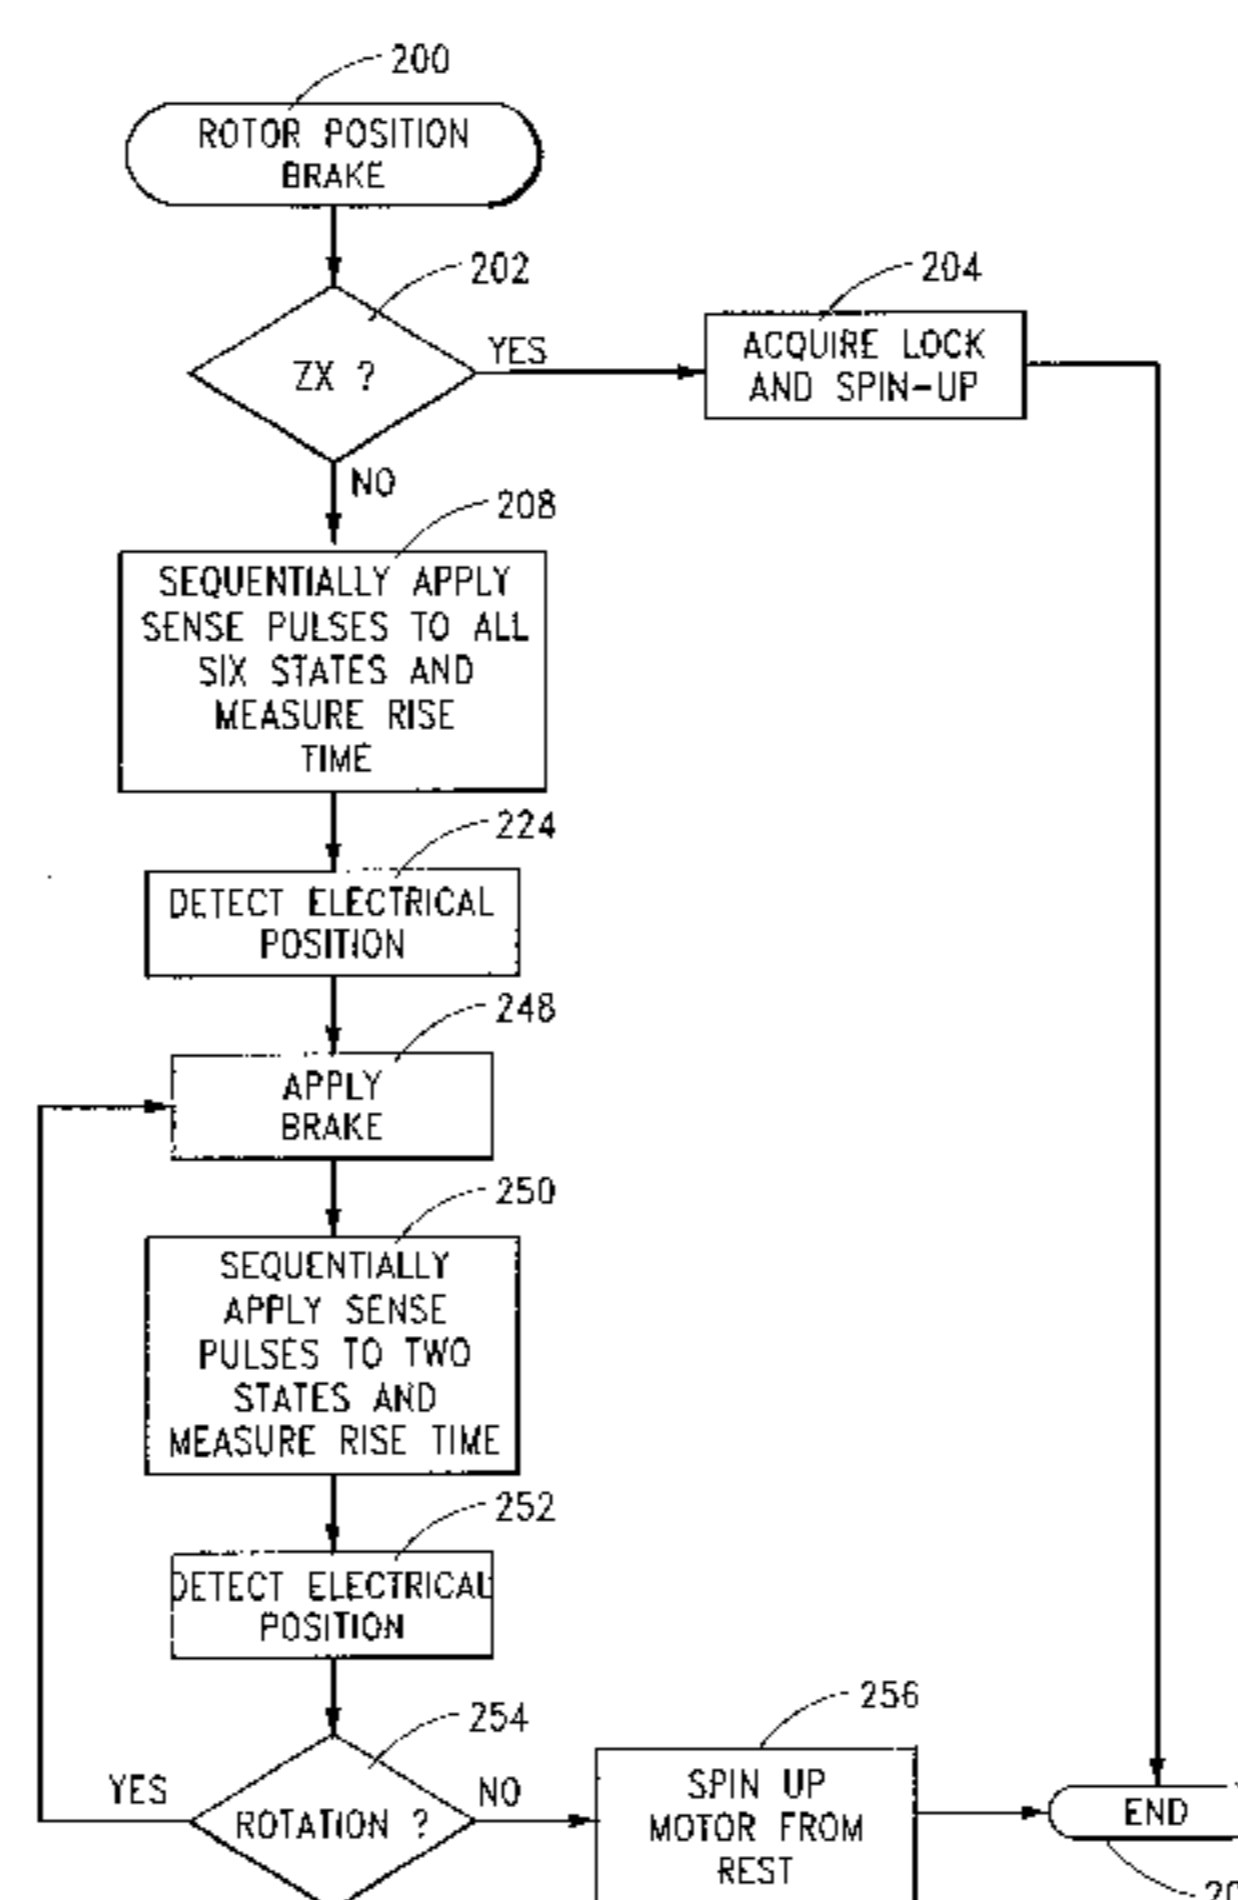 200
ROTOR POSITION
BRAKE
202
ZX ?
YES
204
ACQUIRE LOCK
AND SPIN-UP
NO
208
SEQUENTIALLY APPLY
SENSE PULSES TO ALL
SIX STATES AND
MEASURE RISE
TIME
224
DETECT ELECTRICAL
POSITION
248
APPLY
BRAKE
250
SEQUENTIALLY
APPLY SENSE
PULSES TO TWO
STATES AND
MEASURE RISE TIME
252
DETECT ELECTRICAL
POSITION
254
ROTATION ?
YES
NO
256
SPIN UP
MOTOR FROM
REST
END